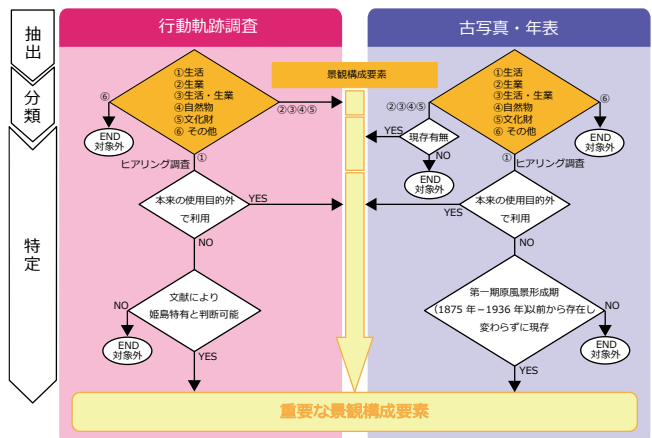 抽出
分類
特定
行動軌跡調査
①生活
②生業
③生活・生業
④自然物
⑤文化財
⑥ その他
⑥
END
対象外
②③④⑤
①
ヒアリング調査
本来の使用目的外
で利用
YES
NO
文献により
姫島特有と判断可能
NO
END
対象外
YES
景観構成要素
古写真・年表
①生活
②生業
③生活・生業
④自然物
⑤文化財
⑥ その他
②③④⑤
YES
現存有無
NO
END
対象外
⑥
END
対象外
①
ヒアリング調査
本来の使用目的外
で利用
YES
NO
第一期原風景形成期
(1875 年－1936 年)以前から存在し
変わらずに現存
NO
END
対象外
YES
重要な景観構成要素